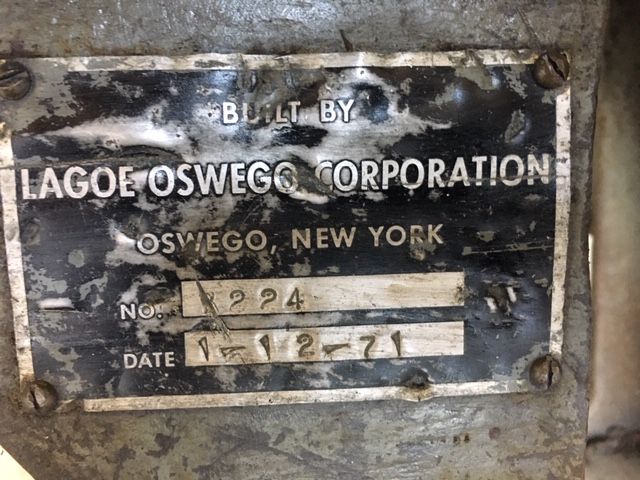 BUILT BY
LAGOE OSWEGO CORPORATION
OSWEGO, NEW YORK
NO.
DATE 1-12-71